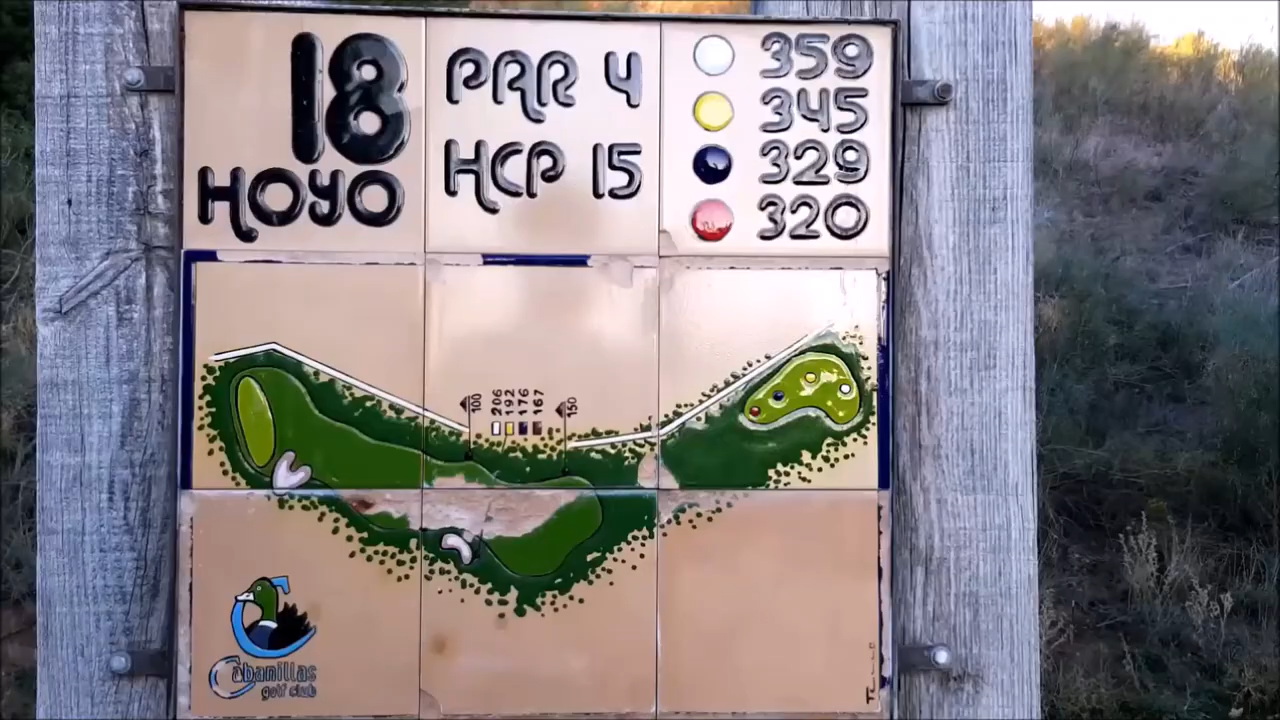 18
HOYO
PAR 4
HCP 15
359
345
329
320
100
206
192
176
167
150
Cabanillas
golf club